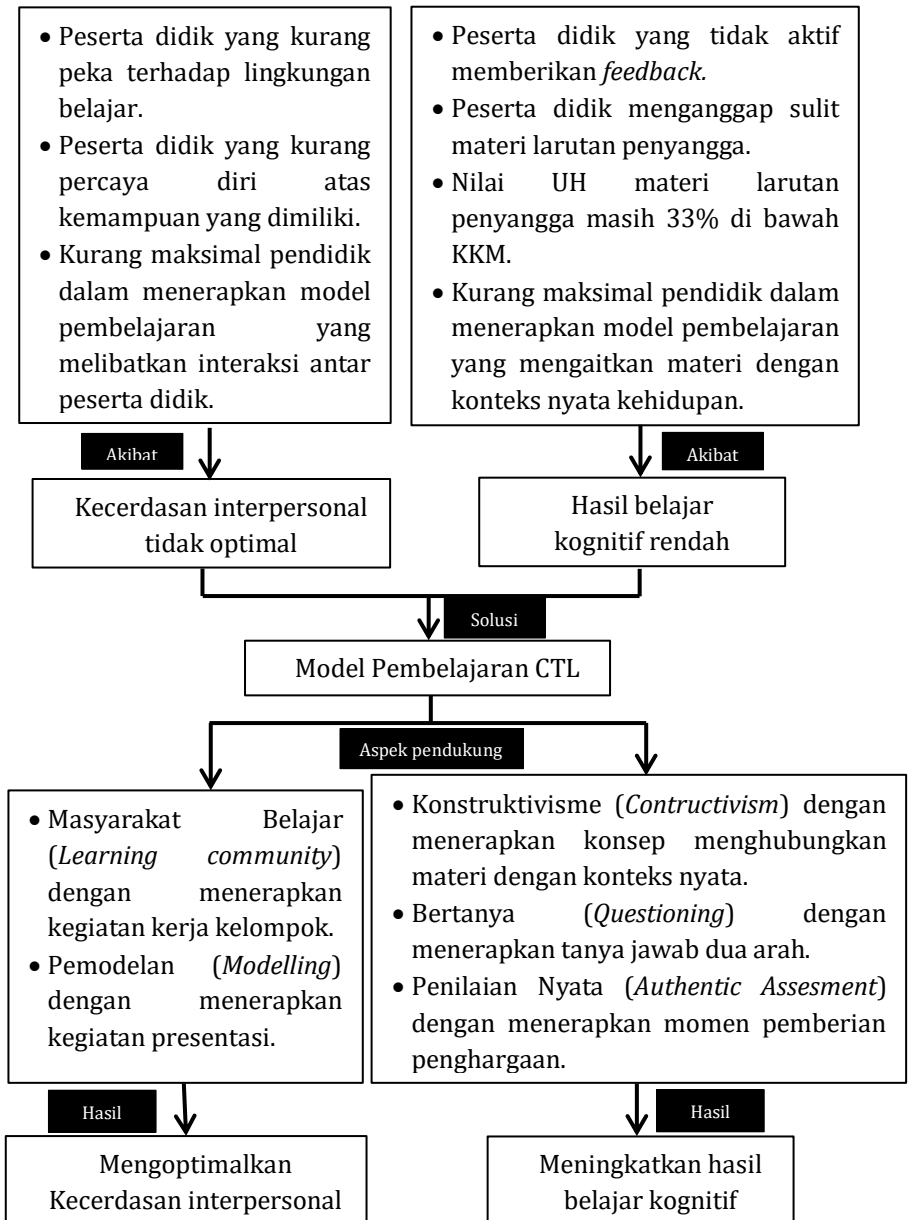 • Peserta didik yang kurang
peka terhadap lingkungan
belajar.
• Peserta didik yang kurang
percaya diri atas
kemampuan yang dimiliki.
• Kurang maksimal pendidik
dalam menerapkan model
pembelajaran yang
melibatkan interaksi antar
peserta didik.
• Peserta didik yang tidak aktif
memberikan feedback.
• Peserta didik menganggap sulit
materi larutan penyangga.
• Nilai UH materi larutan
penyangga masih 33% di bawah
KKM.
• Kurang maksimal pendidik dalam
menerapkan model pembelajaran
yang mengaitkan materi dengan
konteks nyata kehidupan.
Akibat
Akibat
Kecerdasan interpersonal
tidak optimal
Hasil belajar
kognitif rendah
Solusi
Model Pembelajaran CTL
Aspek pendukung
• Masyarakat Belajar
(Learning community)
dengan menerapkan
kegiatan kerja kelompok.
• Pemodelan (Modelling)
dengan menerapkan
kegiatan presentasi.
• Konstruktivisme (Contructivism) dengan
menerapkan konsep menghubungkan
materi dengan konteks nyata.
• Bertanya (Questioning) dengan
menerapkan tanya jawab dua arah.
• Penilaian Nyata (Authentic Assesment)
dengan menerapkan momen pemberian
penghargaan.
Hasil
Hasil
Mengoptimalkan
Kecerdasan interpersonal
Meningkatkan hasil
belajar kognitif